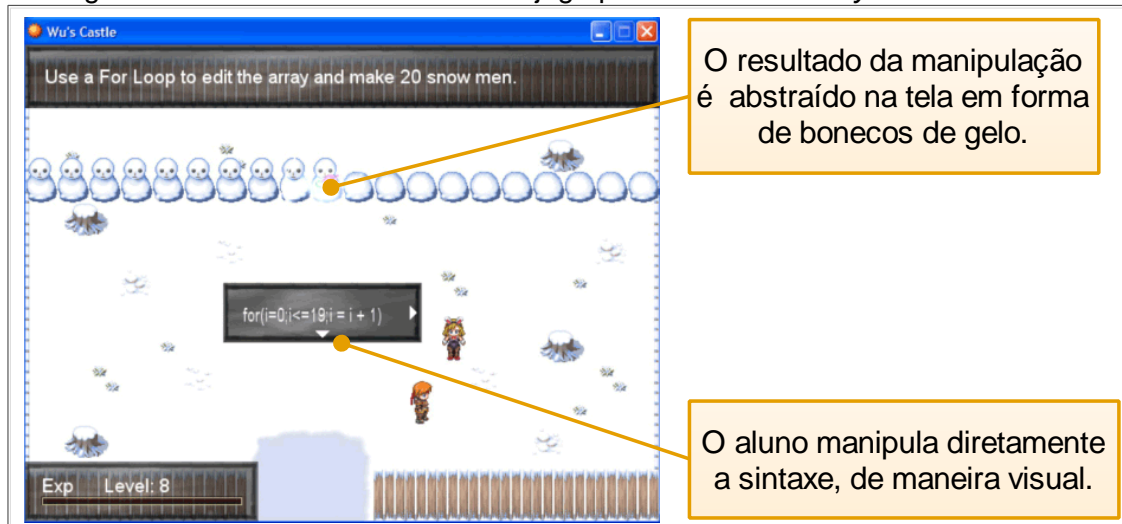 Wu's Castle
Use a For Loop to edit the array and make 20 snow men.
O resultado da manipulação
é abstraído na tela em forma
de bonecos de gelo.
for(i=0;i<=19;i = i + 1)
O aluno manipula diretamente
a sintaxe, de maneira visual.
Exp Level: 8